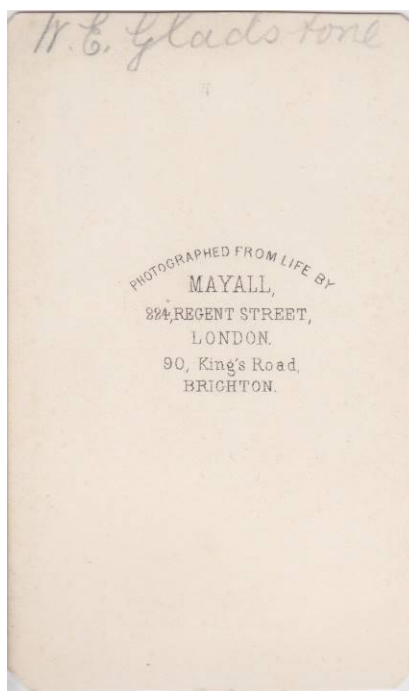 W. E. Gladstone
PHOTOGRAPHED FROM LIFE BY
MAYALL,
224, REGENT STREET,
LONDON.
90, King's Road,
BRIGHTON.